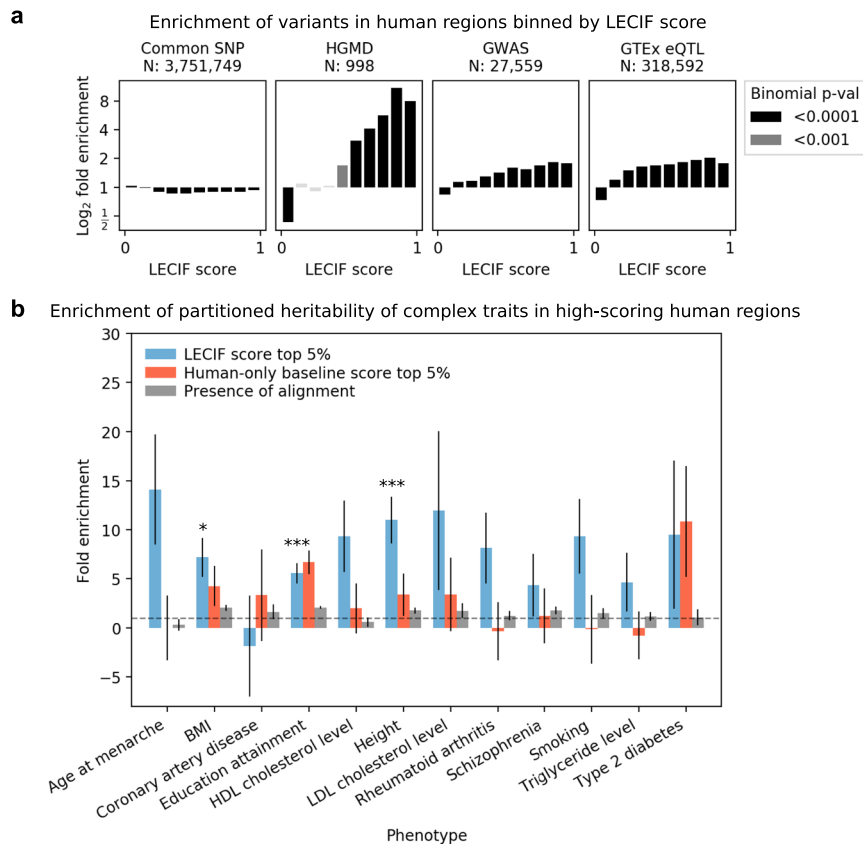 a
Enrichment of variants in human regions binned by LECIF score
Common SNP
N: 3,751,749
HGMD
N: 998
GWAS
N: 27,559
GTEx eQTL
N: 318,592
Log₂ fold enrichment
8
4
2
1
1/2
0 1
LECIF score
0 1
LECIF score
0 1
LECIF score
0 1
LECIF score
Binomial p-val
<0.0001
<0.001
b
Enrichment of partitioned heritability of complex traits in high-scoring human regions
Fold enrichment
30
25
20
15
10
5
0
−5
LECIF score top 5%
Human-only baseline score top 5%
Presence of alignment
*
***
***
Age at menarche
BMI
Coronary artery disease
Education attainment
HDL cholesterol level
Height
LDL cholesterol level
Rheumatoid arthritis
Schizophrenia
Smoking
Triglyceride level
Type 2 diabetes
Phenotype